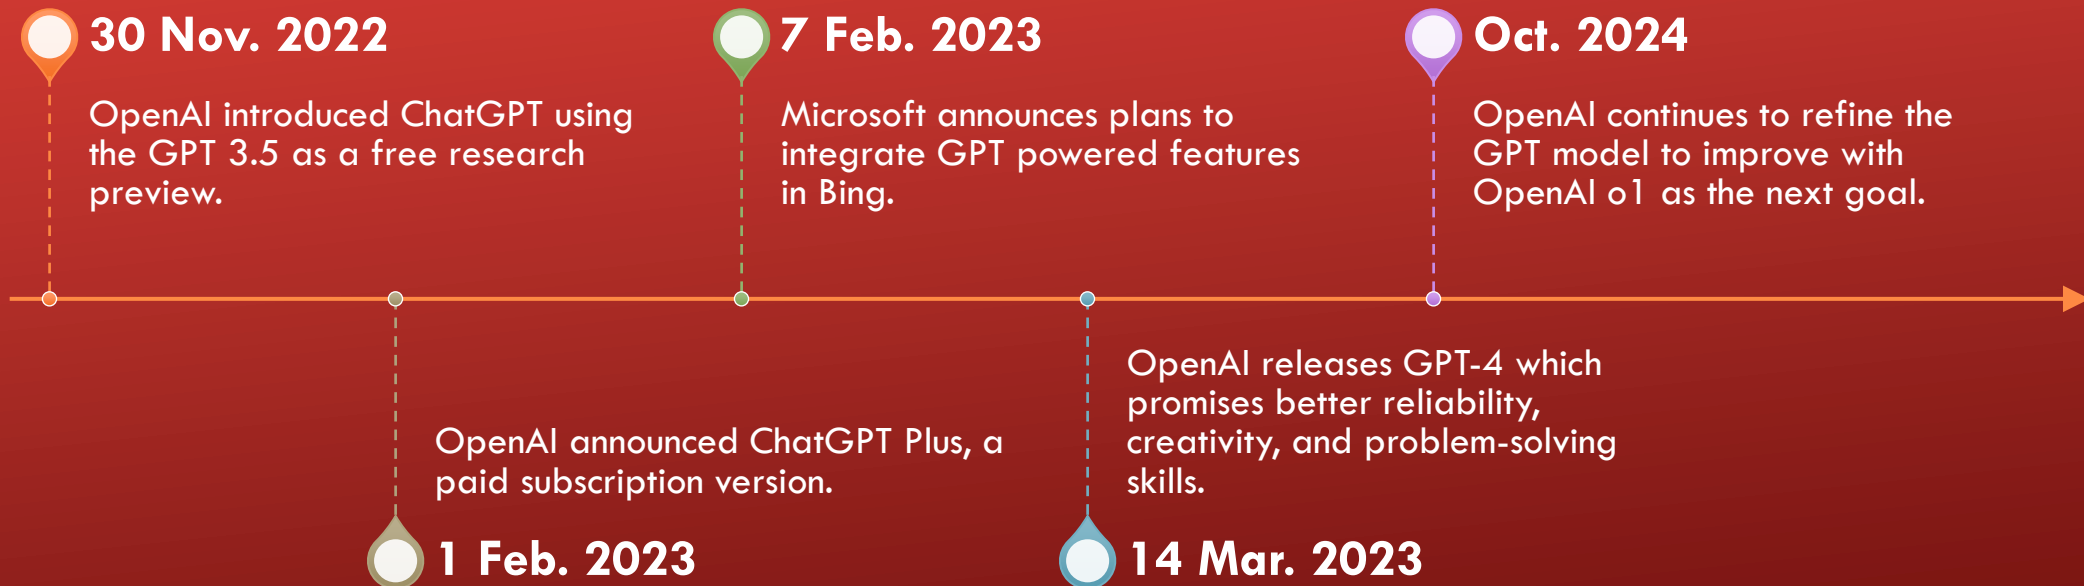 30 Nov. 2022
OpenAI introduced ChatGPT using
the GPT 3.5 as a free research
preview.
1 Feb. 2023
OpenAI announced ChatGPT Plus, a
paid subscription version.
7 Feb. 2023
Microsoft announces plans to
integrate GPT powered features
in Bing.
14 Mar. 2023
OpenAI releases GPT-4 which
promises better reliability,
creativity, and problem-solving
skills.
Oct. 2024
OpenAI continues to refine the
GPT model to improve with
OpenAI o1 as the next goal.